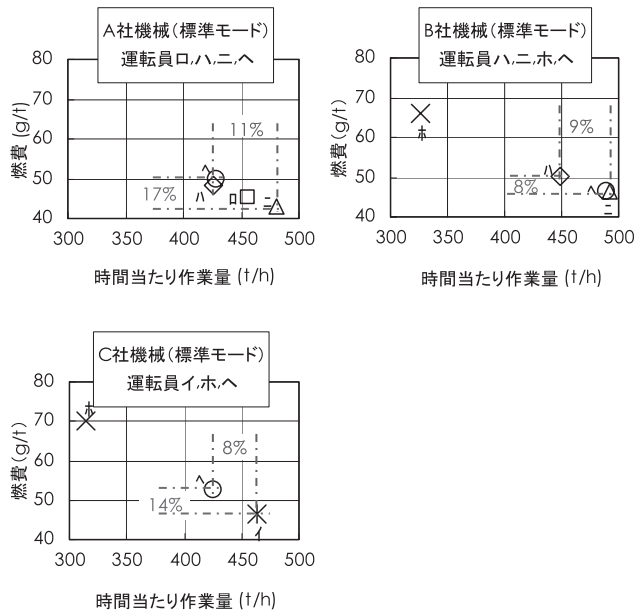 A社機械(標準モード)
運転員ロ,ハ,ニ,ヘ
燃費 (g/t)
80
70
60
50
40
11%
17%
ヘ
ハ
ロ
ニ
300
350
400
450
500
時間当たり作業量 (t/h)
B社機械(標準モード)
運転員ハ,ニ,ホ,ヘ
燃費 (g/t)
80
70
60
50
40
9%
8%
ホ
ハ
ヘ
ニ
300
350
400
450
500
時間当たり作業量 (t/h)
C社機械(標準モード)
運転員イ,ホ,ヘ
燃費 (g/t)
80
70
60
50
40
8%
14%
ホ
ヘ
イ
300
350
400
450
500
時間当たり作業量 (t/h)